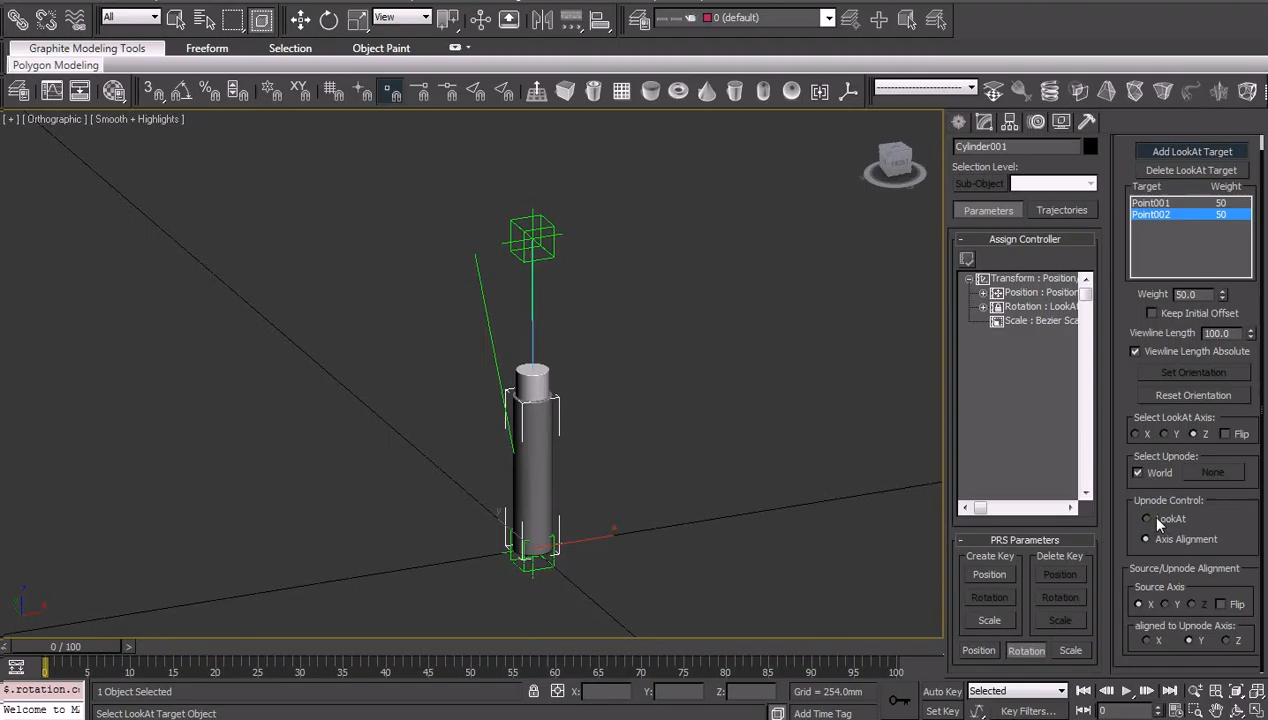 All
View
0 (default)
Graphite Modeling Tools
Freeform
Selection
Object Paint
Polygon Modeling
3
%
XY
[ + ] [ Orthographic ] [ Smooth + Highlights ]
FRONT
x
y
z
x
Cylinder001
Selection Level:
Sub-Object
Parameters
Trajectories
- Assign Controller
Transform : Position,
Position : Position
Rotation : LookA
Scale : Bezier Sca
- PRS Parameters
Create Key
Delete Key
Position
Position
Rotation
Rotation
Scale
Scale
Position
Rotation
Scale
Add LookAt Target
Delete LookAt Target
Target Weight
Point001 50
Point002 50
Weight 50.0
Keep Initial Offset
Viewline Length 100.0
Viewline Length Absolute
Set Orientation
Reset Orientation
Select LookAt Axis:
X Y Z Flip
Select Upnode:
World None
Upnode Control:
LookAt
Axis Alignment
Source/Upnode Alignment
Source Axis
X Y Z Flip
aligned to Upnode Axis:
X Y Z
< 0 / 100 >
0 5 10 15 20 25 30 35 40 45 50 55 60 65 70 75 80 85 90 95 100
$.rotation.co
Welcome to M
1 Object Selected
X:
Y:
Z:
Grid = 254.0mm
Select LookAt Target Object
Add Time Tag
Auto Key
Selected
Set Key
Key Filters...
0